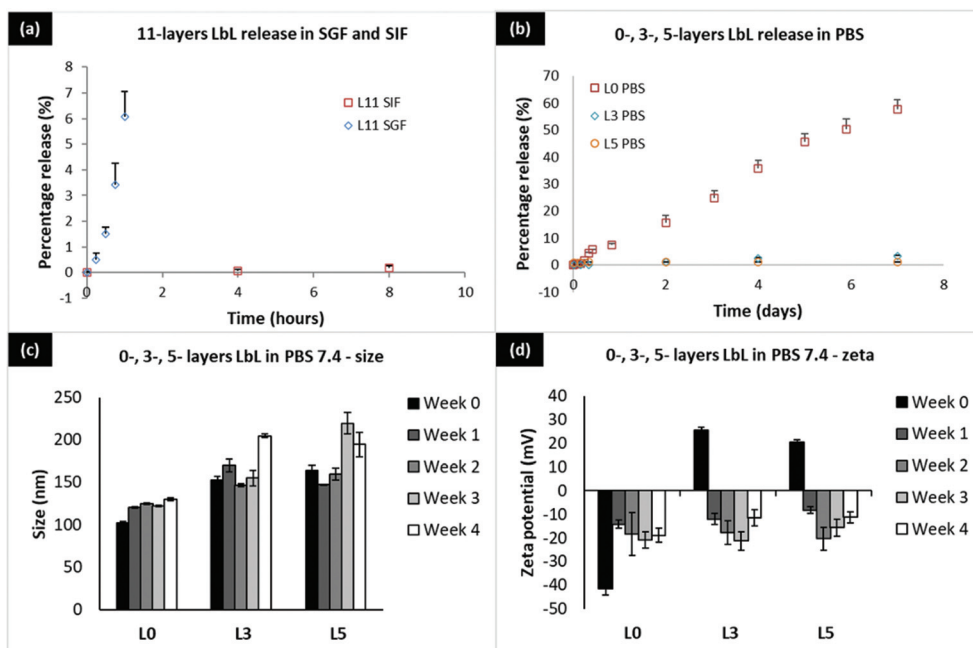 (a)
11-layers LbL release in SGF and SIF
Percentage release (%)
8
7
6
5
4
3
2
1
0
-1
0 2 4 6 8 10
Time (hours)
L11 SIF
L11 SGF
(b)
0-, 3-, 5-layers LbL release in PBS
Percentage release (%)
70
60
50
40
30
20
10
0
-10
0 2 4 6 8
Time (days)
L0 PBS
L3 PBS
L5 PBS
(c)
0-, 3-, 5- layers LbL in PBS 7.4 - size
Size (nm)
250
200
150
100
50
0
L0 L3 L5
Week 0
Week 1
Week 2
Week 3
Week 4
(d)
0-, 3-, 5- layers LbL in PBS 7.4 - zeta
Zeta potential (mV)
40
30
20
10
0
-10
-20
-30
-40
-50
L0 L3 L5
Week 0
Week 1
Week 2
Week 3
Week 4